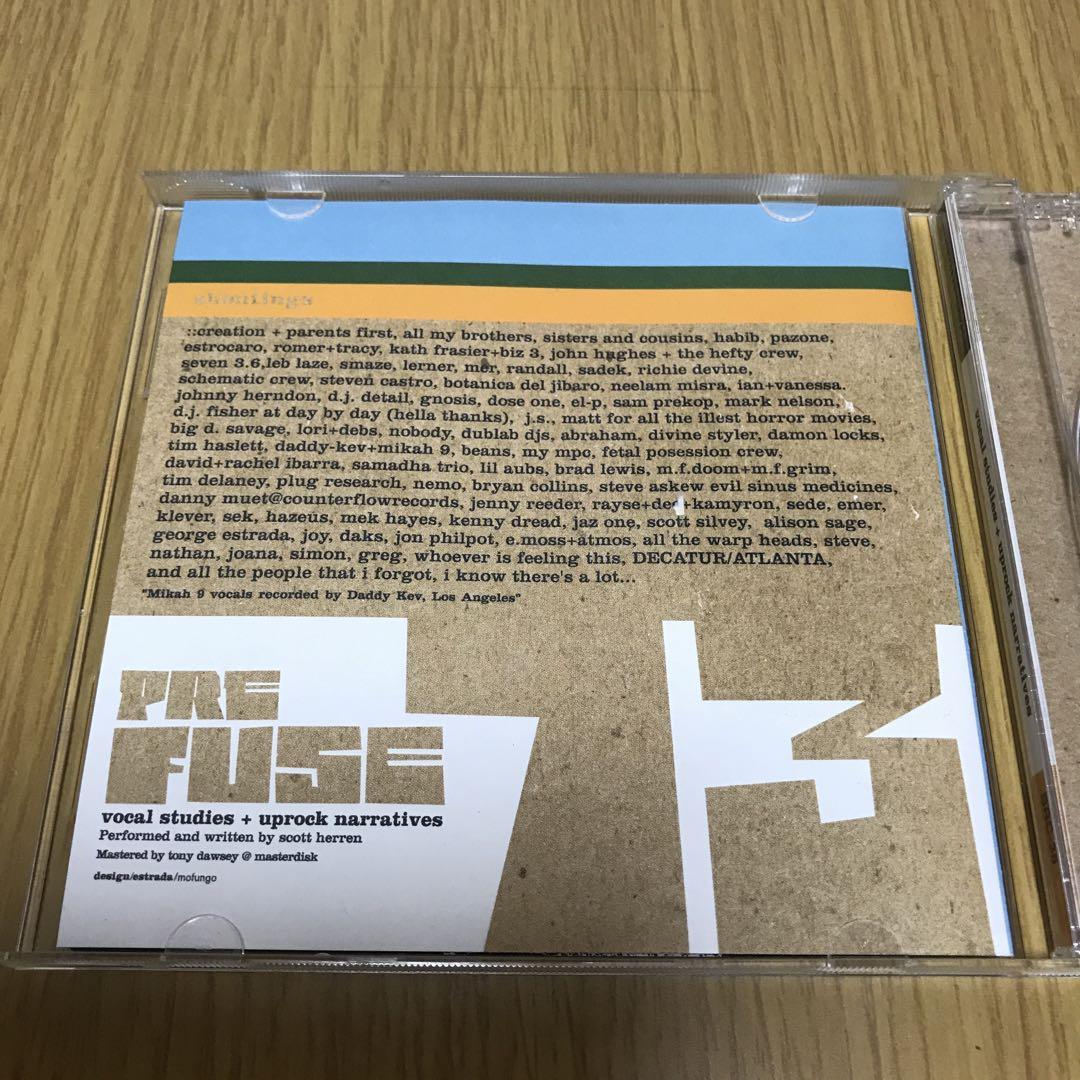 shoutings
::creation + parents first, all my brothers, sisters and cousins, habib, pazone,
estrocaro, romer+tracy, kath frasier+biz 3, john hughes + the hefty crew,
seven 3.6,leb laze, smaze, lerner, mer, randall, sadek, richie devine,
schematic crew, steven castro, botanica del jibaro, neelam misra, ian+vanessa.
johnny herndon, d.j. detail, gnosis, dose one, el-p, sam prekop, mark nelson,
d.j. fisher at day by day (hella thanks), j.s., matt for all the illest horror movies,
big d. savage, lori+debs, nobody, dublab djs, abraham, divine styler, damon locks,
tim haslett, daddy-kev+mikah 9, beans, my mpc, fetal posession crew,
david+rachel ibarra, samadha trio, lil aubs, brad lewis, m.f.doom+m.f.grim,
tim delaney, plug research, nemo, bryan collins, steve askew evil sinus medicines,
danny muet@counterflowrecords, jenny reeder, rayse+ded+kamyron, sede, emer,
klever, sek, hazeus, mek hayes, kenny dread, jaz one, scott silvey, alison sage,
george estrada, joy, daks, jon philpot, e.moss+atmos, all the warp heads, steve,
nathan, joana, simon, greg, whoever is feeling this, DECATUR/ATLANTA,
and all the people that i forgot, i know there's a lot...
"Mikah 9 vocals recorded by Daddy Kev, Los Angeles"
PRE
FUSE
73
vocal studies + uprock narratives
Performed and written by scott herren
Mastered by tony dawsey @ masterdisk
design/estrada/mofungo
vocal studies + uprock narratives